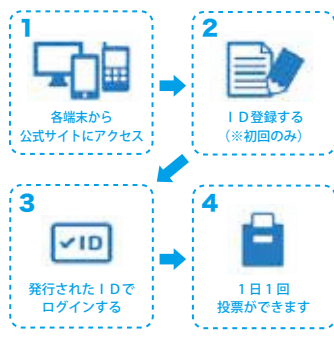 1
各端末から
公式サイトにアクセス
2
ＩＤ登録する
（※初回のみ）
3
✓ID
発行されたＩＤで
ログインする
4
１日１回
投票ができます